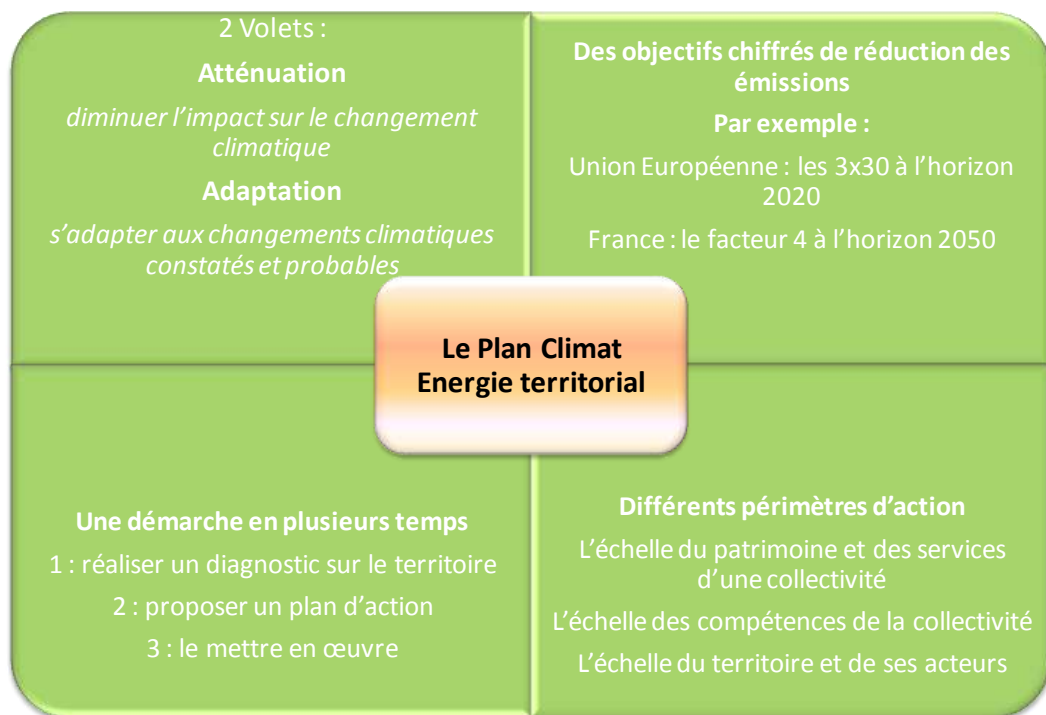 2 Volets :
Atténuation
diminuer l'impact sur le changement
climatique
Adaptation
s'adapter aux changements climatiques
constatés et probables
Des objectifs chiffrés de réduction des
émissions
Par exemple :
Union Européenne : les 3x30 à l'horizon
2020
France : le facteur 4 à l'horizon 2050
Le Plan Climat
Energie territorial
Une démarche en plusieurs temps
1 : réaliser un diagnostic sur le territoire
2 : proposer un plan d'action
3 : le mettre en œuvre
Différents périmètres d'action
L'échelle du patrimoine et des services
d'une collectivité
L'échelle des compétences de la collectivité
L'échelle du territoire et de ses acteurs